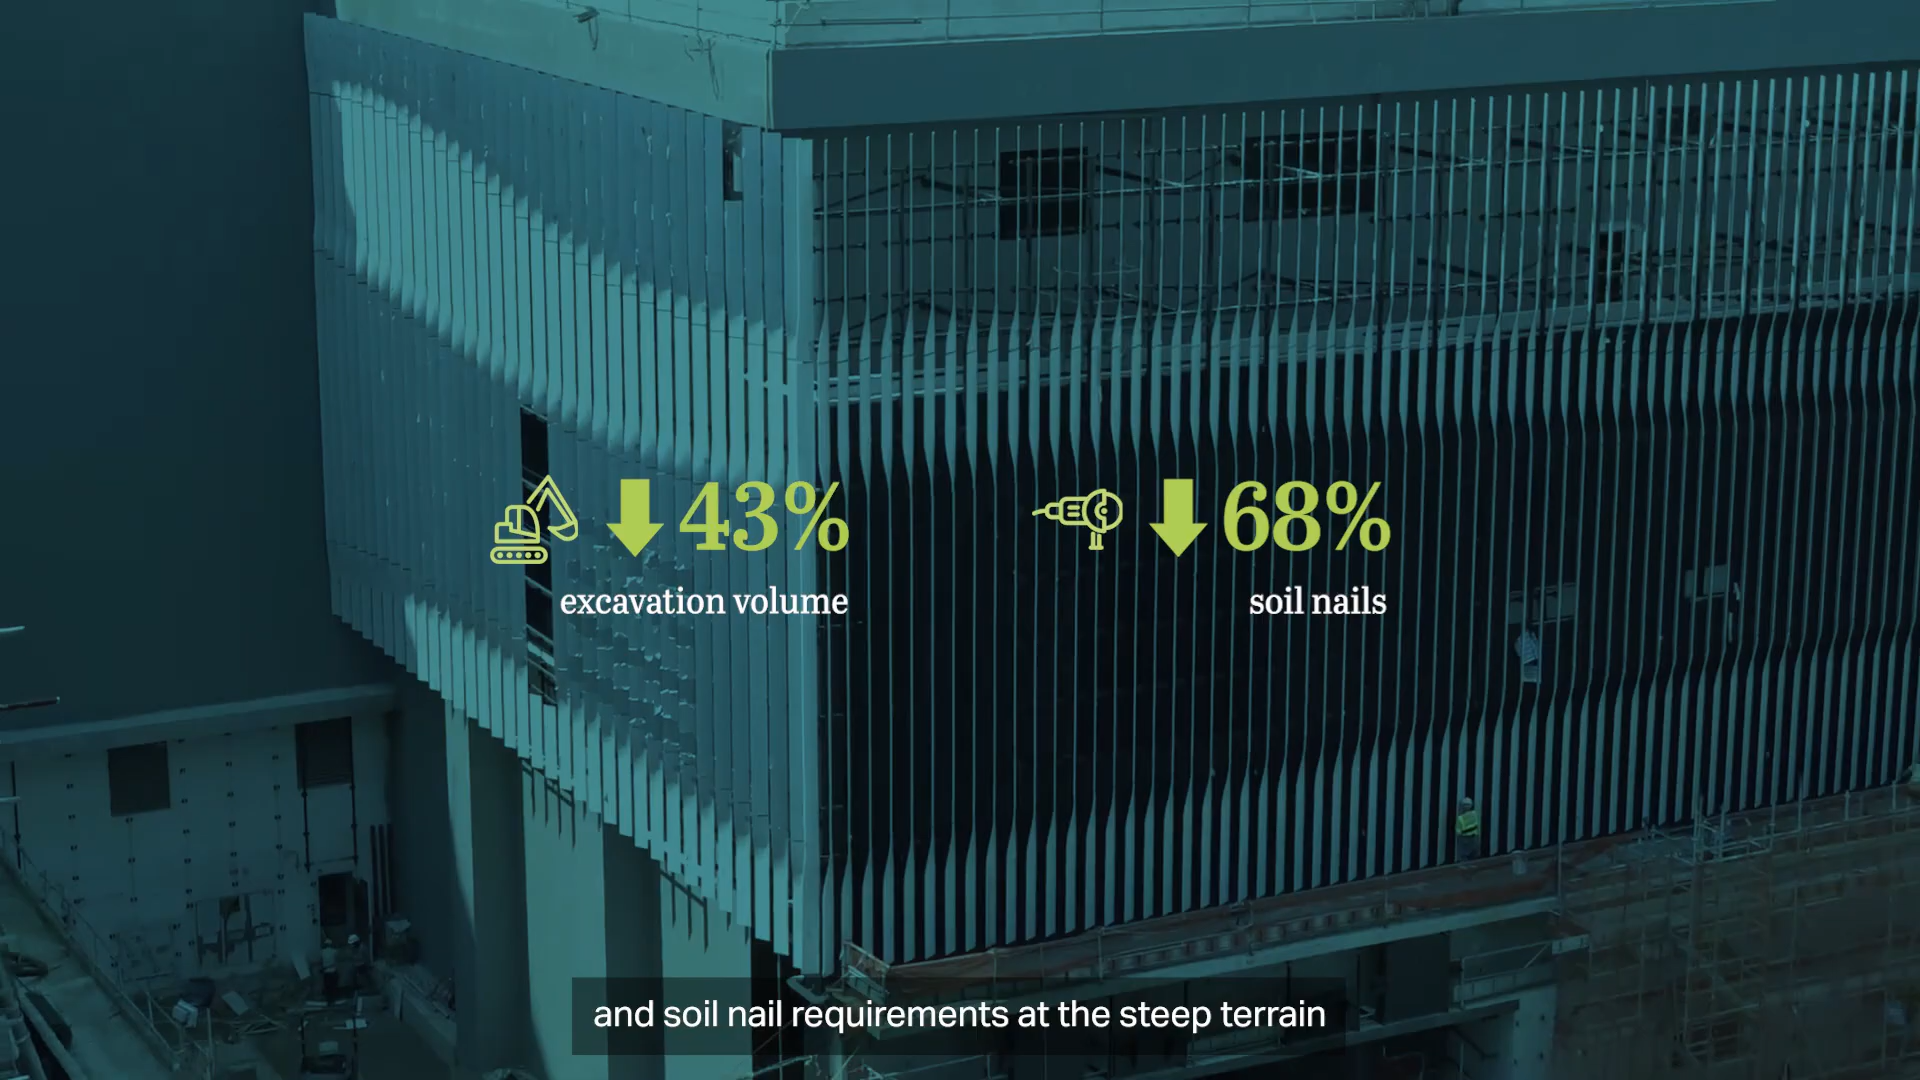 43%
excavation volume
68%
soil nails
and soil nail requirements at the steep terrain